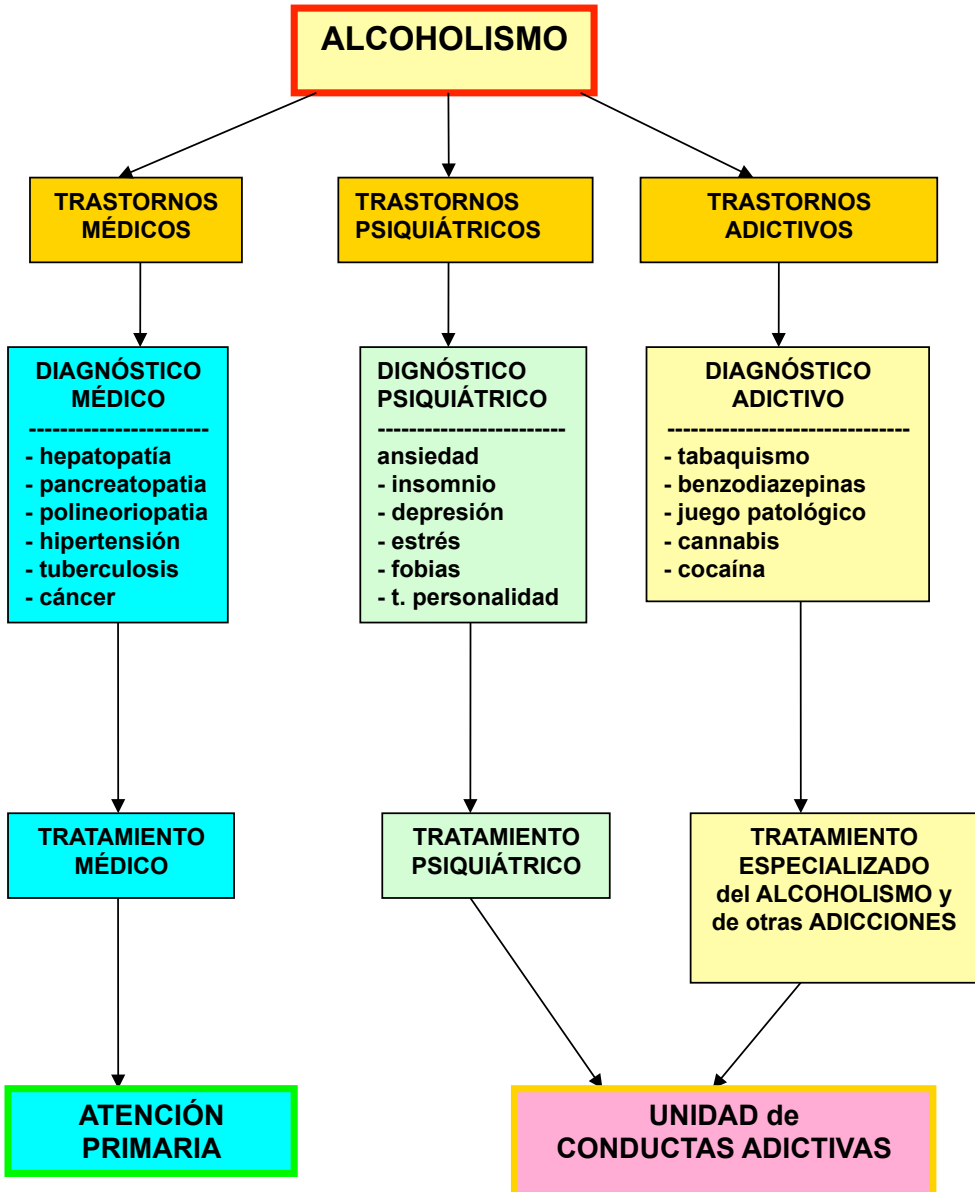 ALCOHOLISMO
TRASTORNOS
MÉDICOS
TRASTORNOS
PSIQUIÁTRICOS
TRASTORNOS
ADICTIVOS
DIAGNÓSTICO
MÉDICO
-----------------------
- hepatopatía
- pancreatopatia
- polineoriopatia
- hipertensión
- tuberculosis
- cáncer
DIGNÓSTICO
PSIQUIÁTRICO
------------------------
ansiedad
- insomnio
- depresión
- estrés
- fobias
- t. personalidad
DIAGNÓSTICO
ADICTIVO
-------------------------------
- tabaquismo
- benzodiazepinas
- juego patológico
- cannabis
- cocaína
TRATAMIENTO
MÉDICO
TRATAMIENTO
PSIQUIÁTRICO
TRATAMIENTO
ESPECIALIZADO
del ALCOHOLISMO y
de otras ADICCIONES
ATENCIÓN
PRIMARIA
UNIDAD de
CONDUCTAS ADICTIVAS